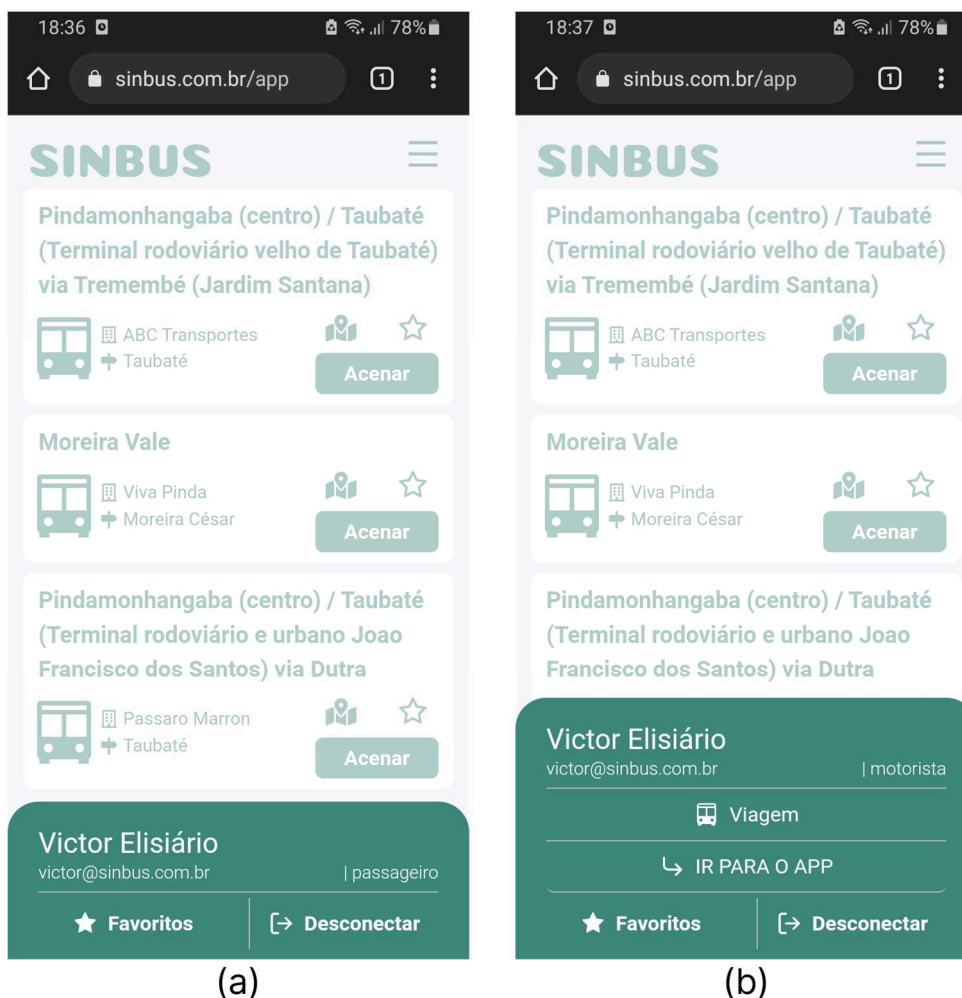 18:36 78%
sinbus.com.br/app 1
SINBUS
Pindamonhangaba (centro) / Taubaté
(Terminal rodoviário velho de Taubaté)
via Tremembé (Jardim Santana)
ABC Transportes
Taubaté
Acenar
Moreira Vale
Viva Pinda
Moreira César
Acenar
Pindamonhangaba (centro) / Taubaté
(Terminal rodoviário e urbano Joao
Francisco dos Santos) via Dutra
Passaro Marron
Taubaté
Acenar
Victor Elisiário
victor@sinbus.com.br | passageiro
Favoritos Desconectar
(a)
18:37 78%
sinbus.com.br/app 1
SINBUS
Pindamonhangaba (centro) / Taubaté
(Terminal rodoviário velho de Taubaté)
via Tremembé (Jardim Santana)
ABC Transportes
Taubaté
Acenar
Moreira Vale
Viva Pinda
Moreira César
Acenar
Pindamonhangaba (centro) / Taubaté
(Terminal rodoviário e urbano Joao
Francisco dos Santos) via Dutra
Victor Elisiário
victor@sinbus.com.br | motorista
Viagem
IR PARA O APP
Favoritos Desconectar
(b)